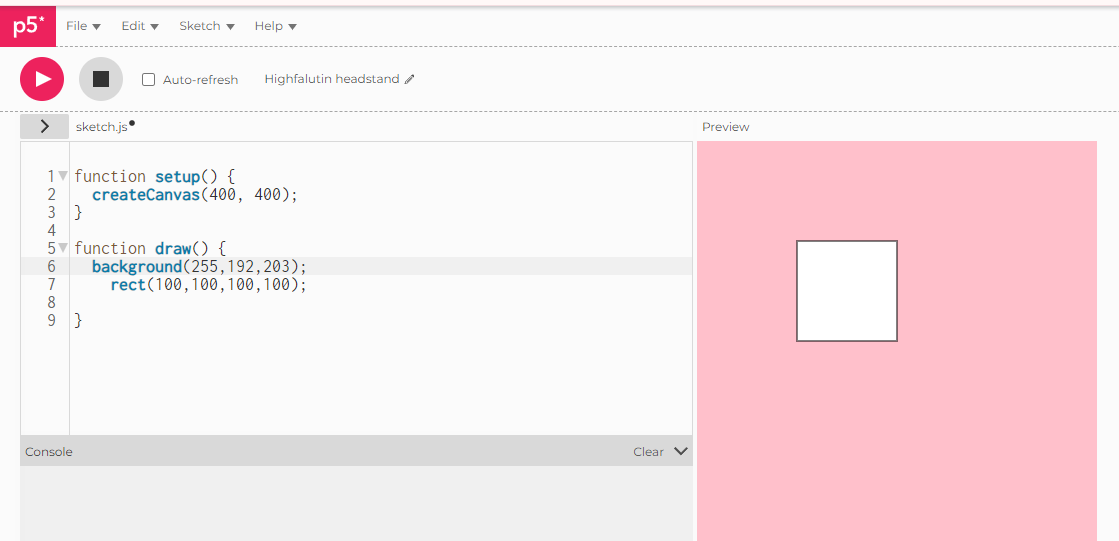 p5*
File Edit Sketch Help
Auto-refresh Highfalutin headstand
sketch.js
Preview
1 function setup() {
2 createCanvas(400, 400);
3 }
4
5 function draw() {
6 background(255,192,203);
7 rect(100,100,100,100);
8
9 }
Console Clear